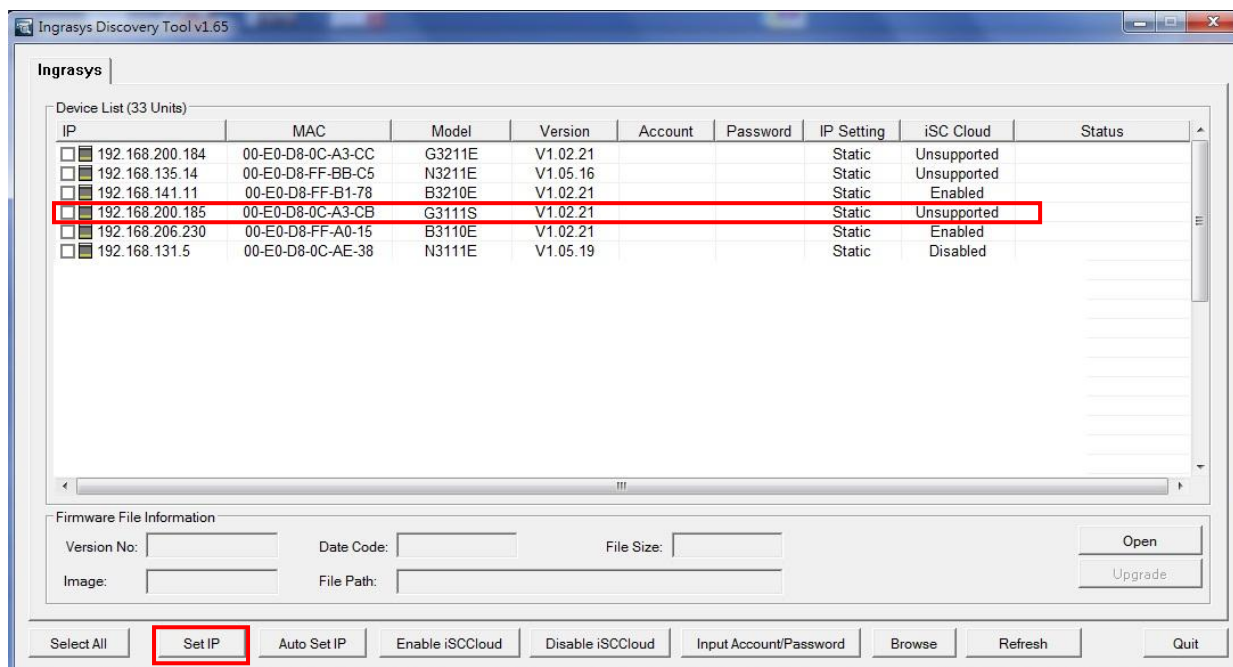 Ingrasys Discovery Tool v1.65
Ingrasys
Device List (33 Units)
IP MAC Model Version Account Password IP Setting iSC Cloud Status
192.168.200.184 00-E0-D8-0C-A3-CC G3211E V1.02.21 Static Unsupported
192.168.135.14 00-E0-D8-FF-BB-C5 N3211E V1.05.16 Static Unsupported
192.168.141.11 00-E0-D8-FF-B1-78 B3210E V1.02.21 Static Enabled
192.168.200.185 00-E0-D8-0C-A3-CB G3111S V1.02.21 Static Unsupported
192.168.206.230 00-E0-D8-FF-A0-15 B3110E V1.02.21 Static Enabled
192.168.131.5 00-E0-D8-0C-AE-38 N3111E V1.05.19 Static Disabled
Firmware File Information
Version No: Date Code: File Size: Open
Image: File Path: Upgrade
Select All Set IP Auto Set IP Enable iSCCloud Disable iSCCloud Input Account/Password Browse Refresh Quit